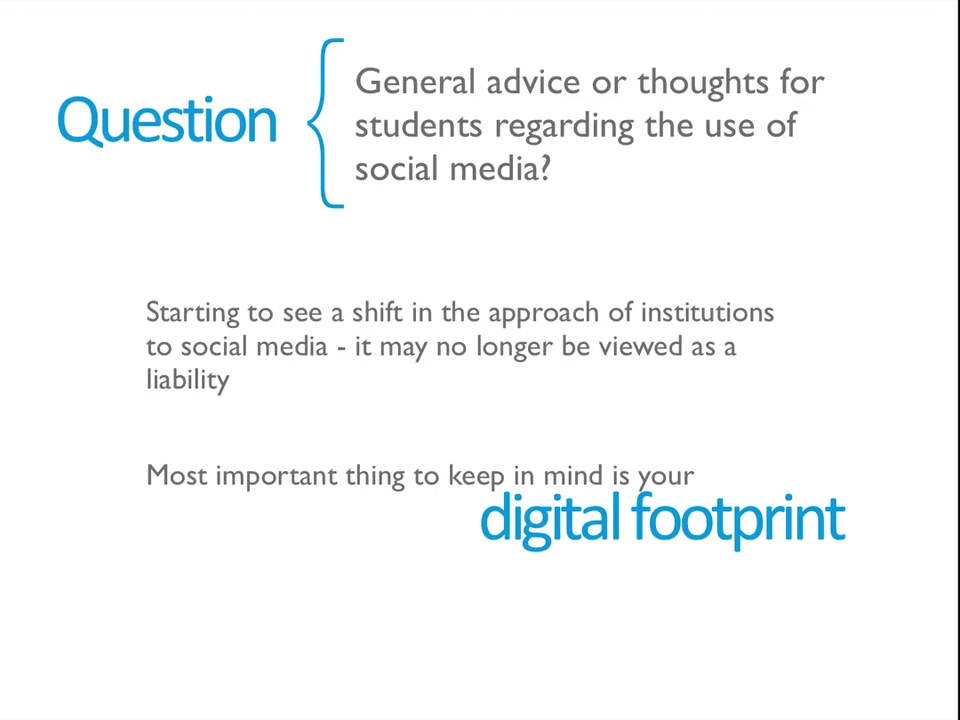 Question
General advice or thoughts for
students regarding the use of
social media?
Starting to see a shift in the approach of institutions
to social media - it may no longer be viewed as a
liability
Most important thing to keep in mind is your
digital footprint